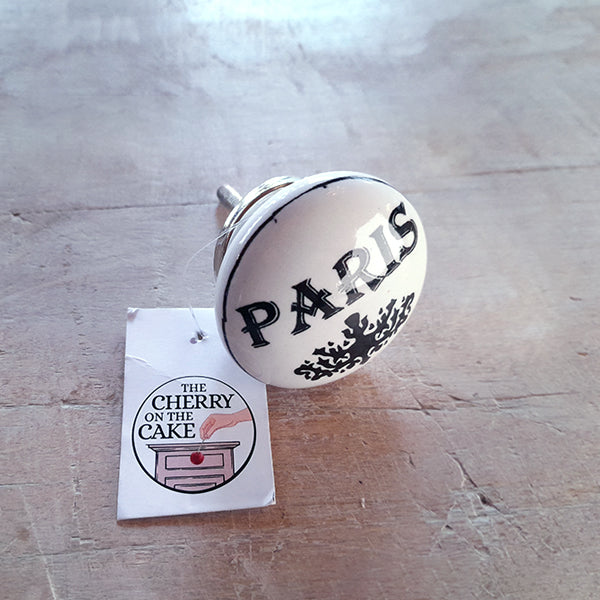 PARIS
THE
CHERRY
ON THE
CAKE